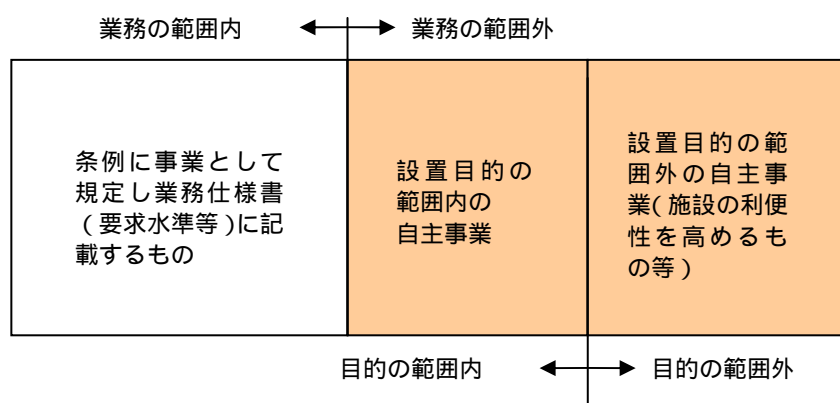 業務の範囲内
業務の範囲外
条例に事業として
規定し業務仕様書
(要求水準等)に記
載するもの
設置目的の
範囲内の
自主事業
設置目的の範
囲外の自主事
業(施設の利便
性を高めるも
の等)
目的の範囲内
目的の範囲外